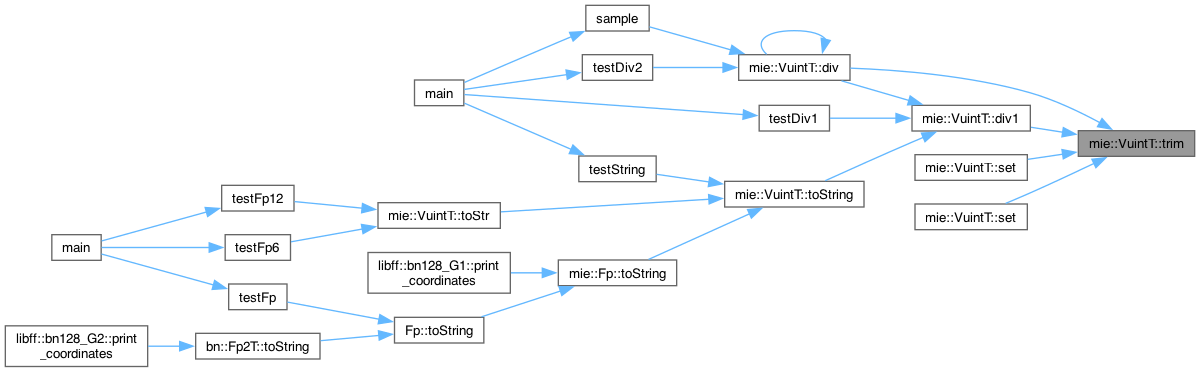 sample
mie::VuintT::div
testDiv2
main
testDiv1
mie::VuintT::div1
mie::VuintT::trim
testString
mie::VuintT::set
mie::VuintT::toString
testFp12
mie::VuintT::toStr
mie::VuintT::set
main
testFp6
libff::bn128_G1::print
_coordinates
mie::Fp::toString
testFp
Fp::toString
libff::bn128_G2::print
_coordinates
bn::Fp2T::toString